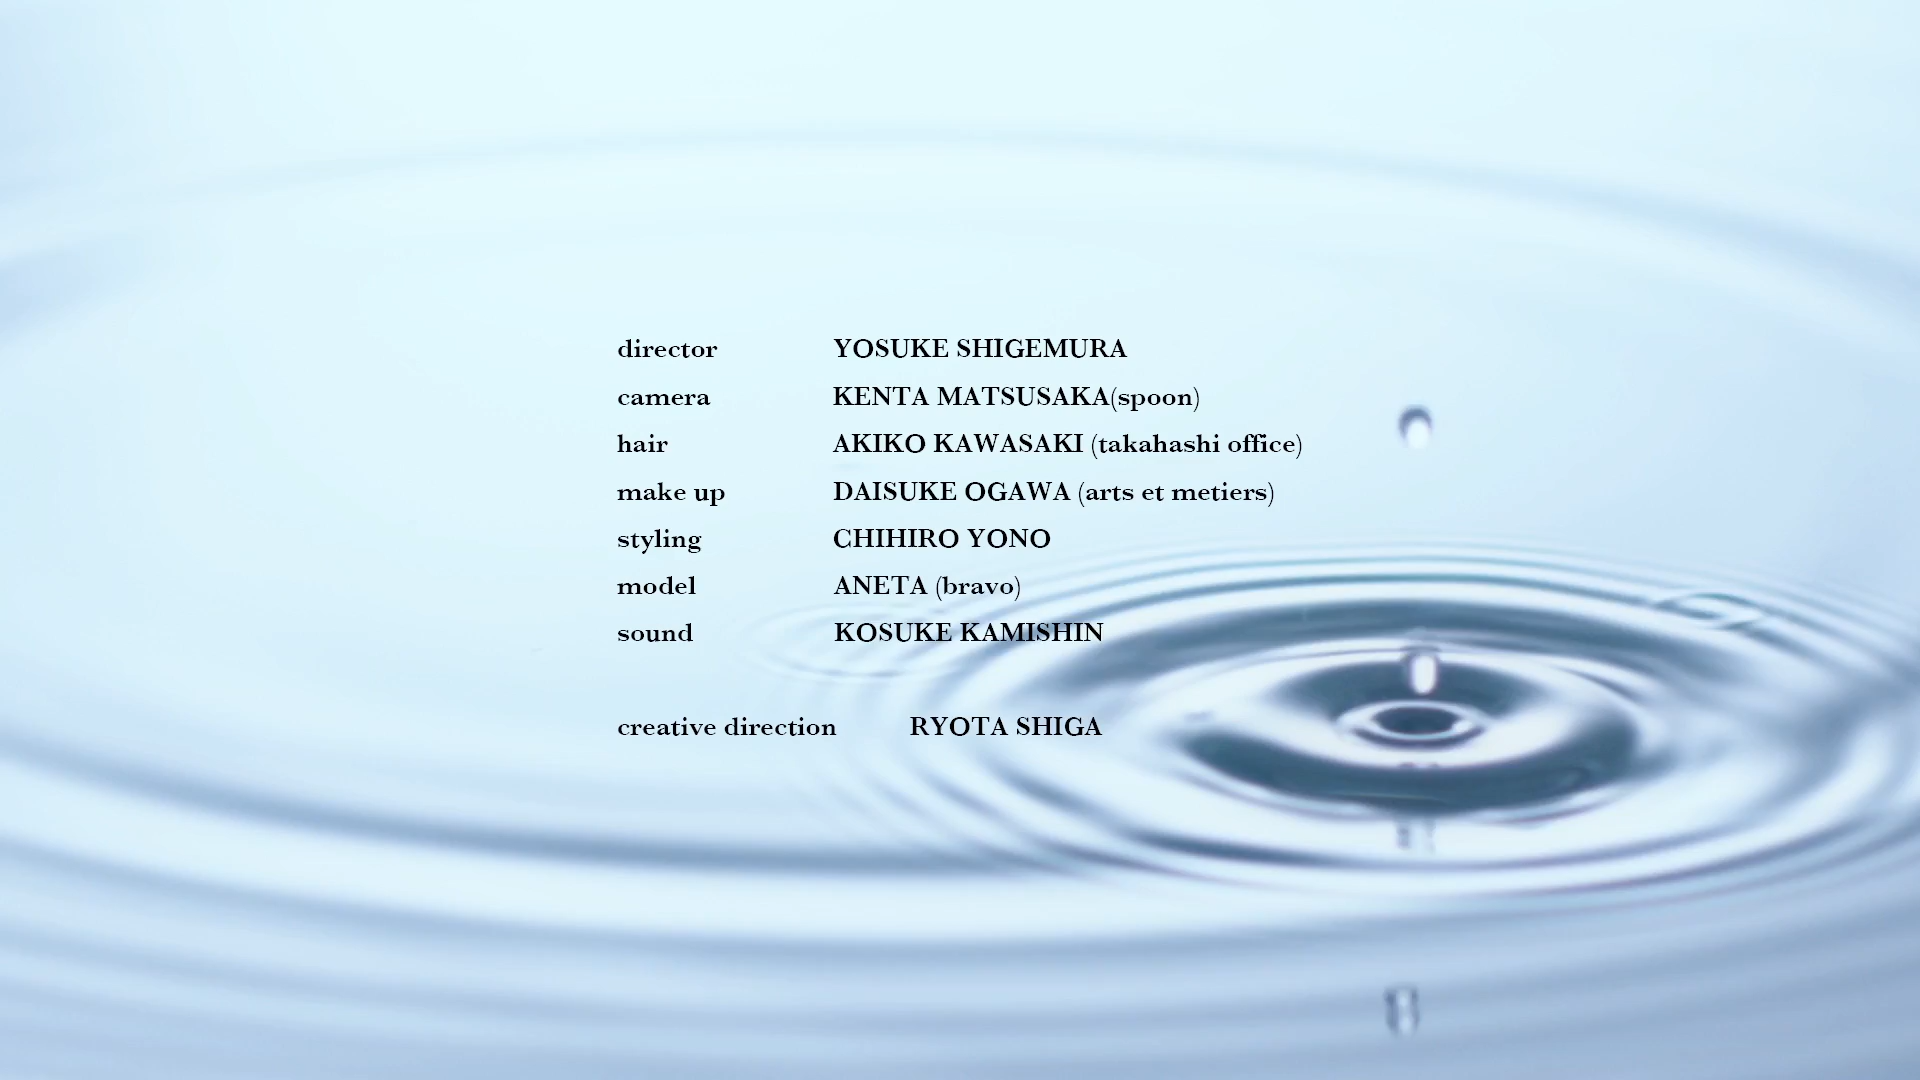 director YOSUKE SHIGEMURA
camera KENTA MATSUSAKA(spoon)
hair AKIKO KAWASAKI (takahashi office)
make up DAISUKE OGAWA (arts et metiers)
styling CHIHIRO YONO
model ANETA (bravo)
sound KOSUKE KAMISHIN
creative direction RYOTA SHIGA